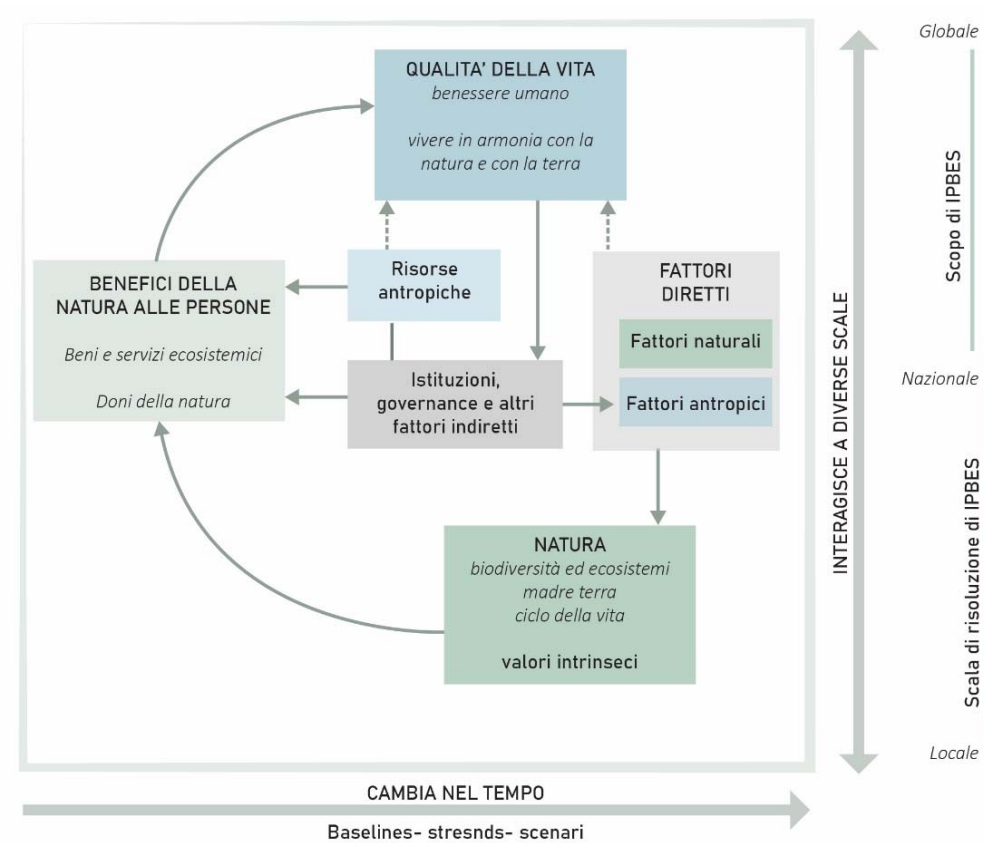 Globale
QUALITA' DELLA VITA
benessere umano
vivere in armonia con la
natura e con la terra
Scopo di IPBES
BENEFICI DELLA
NATURA ALLE PERSONE
Beni e servizi ecosistemici
Doni della natura
Risorse
antropiche
FATTORI
DIRETTI
Fattori naturali
Fattori antropici
Istituzioni,
governance e altri
fattori indiretti
INTERAGISCE A DIVERSE SCALE
Nazionale
NATURA
biodiversità ed ecosistemi
madre terra
ciclo della vita
valori intrinseci
Scala di risoluzione di IPBES
Locale
CAMBIA NEL TEMPO
Baselines- stresnds- scenari